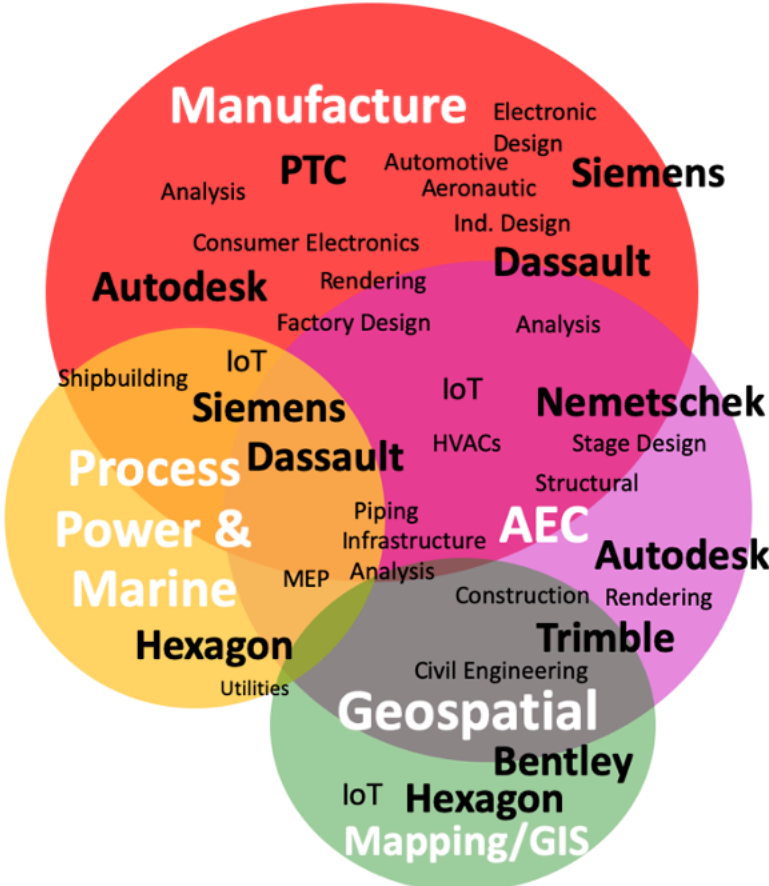 Manufacture
Electronic
Design
PTC
Automotive
Siemens
Analysis
Aeronautic
Ind. Design
Consumer Electronics
Dassault
Autodesk
Rendering
Factory Design
Analysis
IoT
Shipbuilding
IoT
Nemetschek
Siemens
HVACs
Stage Design
Process
Dassault
Structural
Power &
Piping
AEC
Infrastructure
Autodesk
Marine
MEP
Analysis
Construction
Rendering
Hexagon
Trimble
Civil Engineering
Utilities
Geospatial
Bentley
IoT
Hexagon
Mapping/GIS